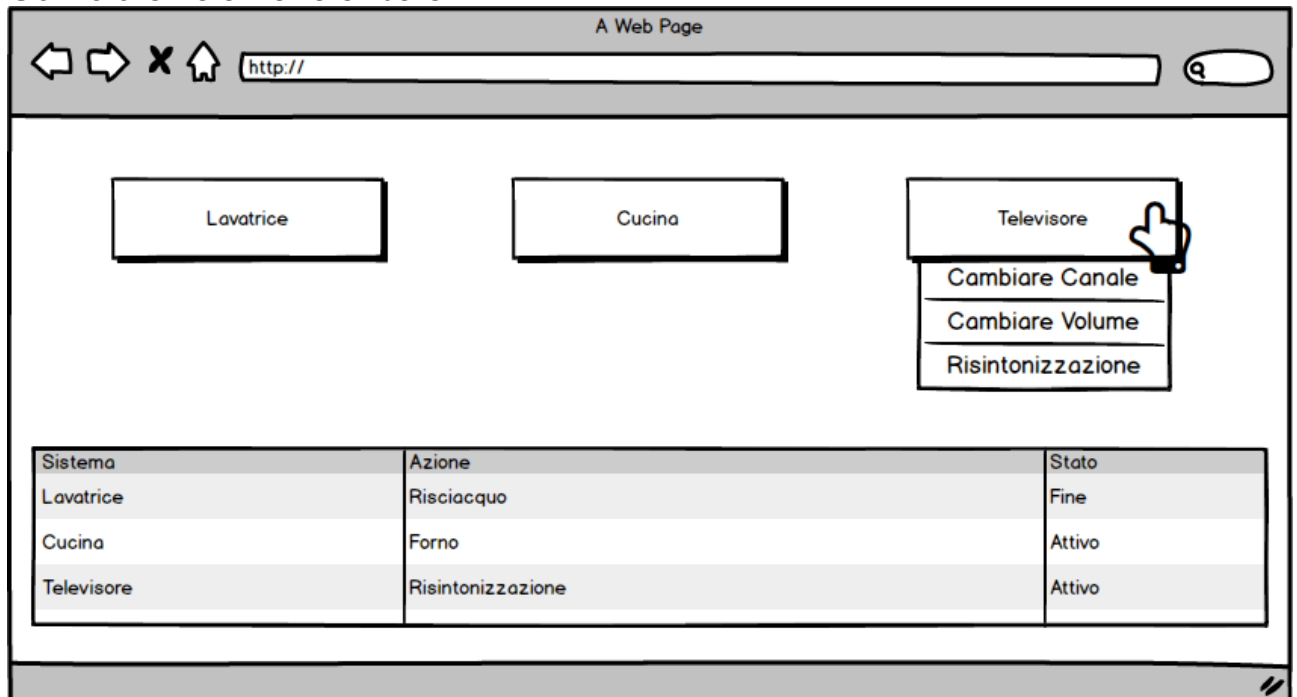 A Web Page
http://
Lavatrice
Cucina
Televisore
Cambiare Canale
Cambiare Volume
Risintonizzazione
Sistema Azione Stato
Lavatrice Risciacquo Fine
Cucina Forno Attivo
Televisore Risintonizzazione Attivo